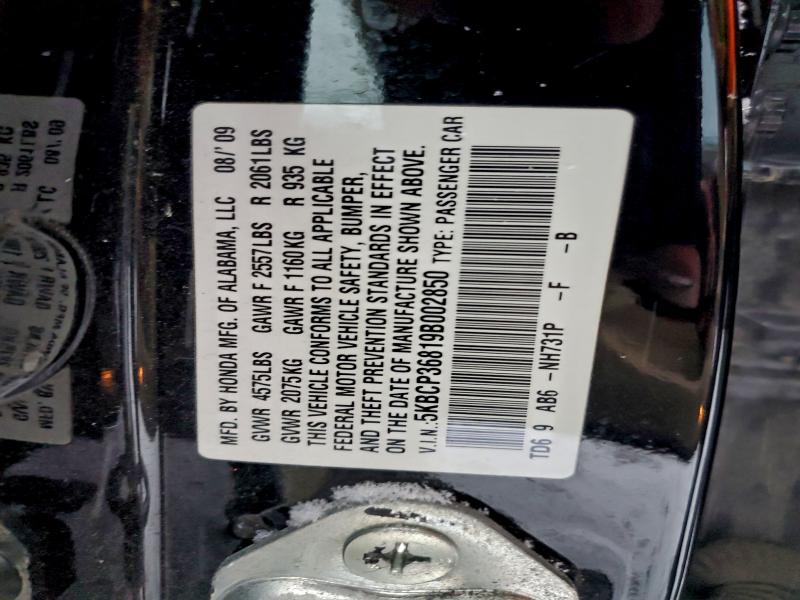 MFD. BY HONDA MFG. OF ALABAMA, LLC 08/' 09
GVWR 4575LBS GAWR F 2557LBS R 2061LBS
GVWR 2075KG GAWR F 1160KG R 935 KG
THIS VEHICLE CONFORMS TO ALL APPLICABLE
FEDERAL MOTOR VEHICLE SAFETY, BUMPER,
AND THEFT PREVENTION STANDARDS IN EFFECT
ON THE DATE OF MANUFACTURE SHOWN ABOVE.
V.I.N.:5KBCP36819B002850 TYPE: PASSENGER CAR
TD6 9 AB6 -NH731P -F -B